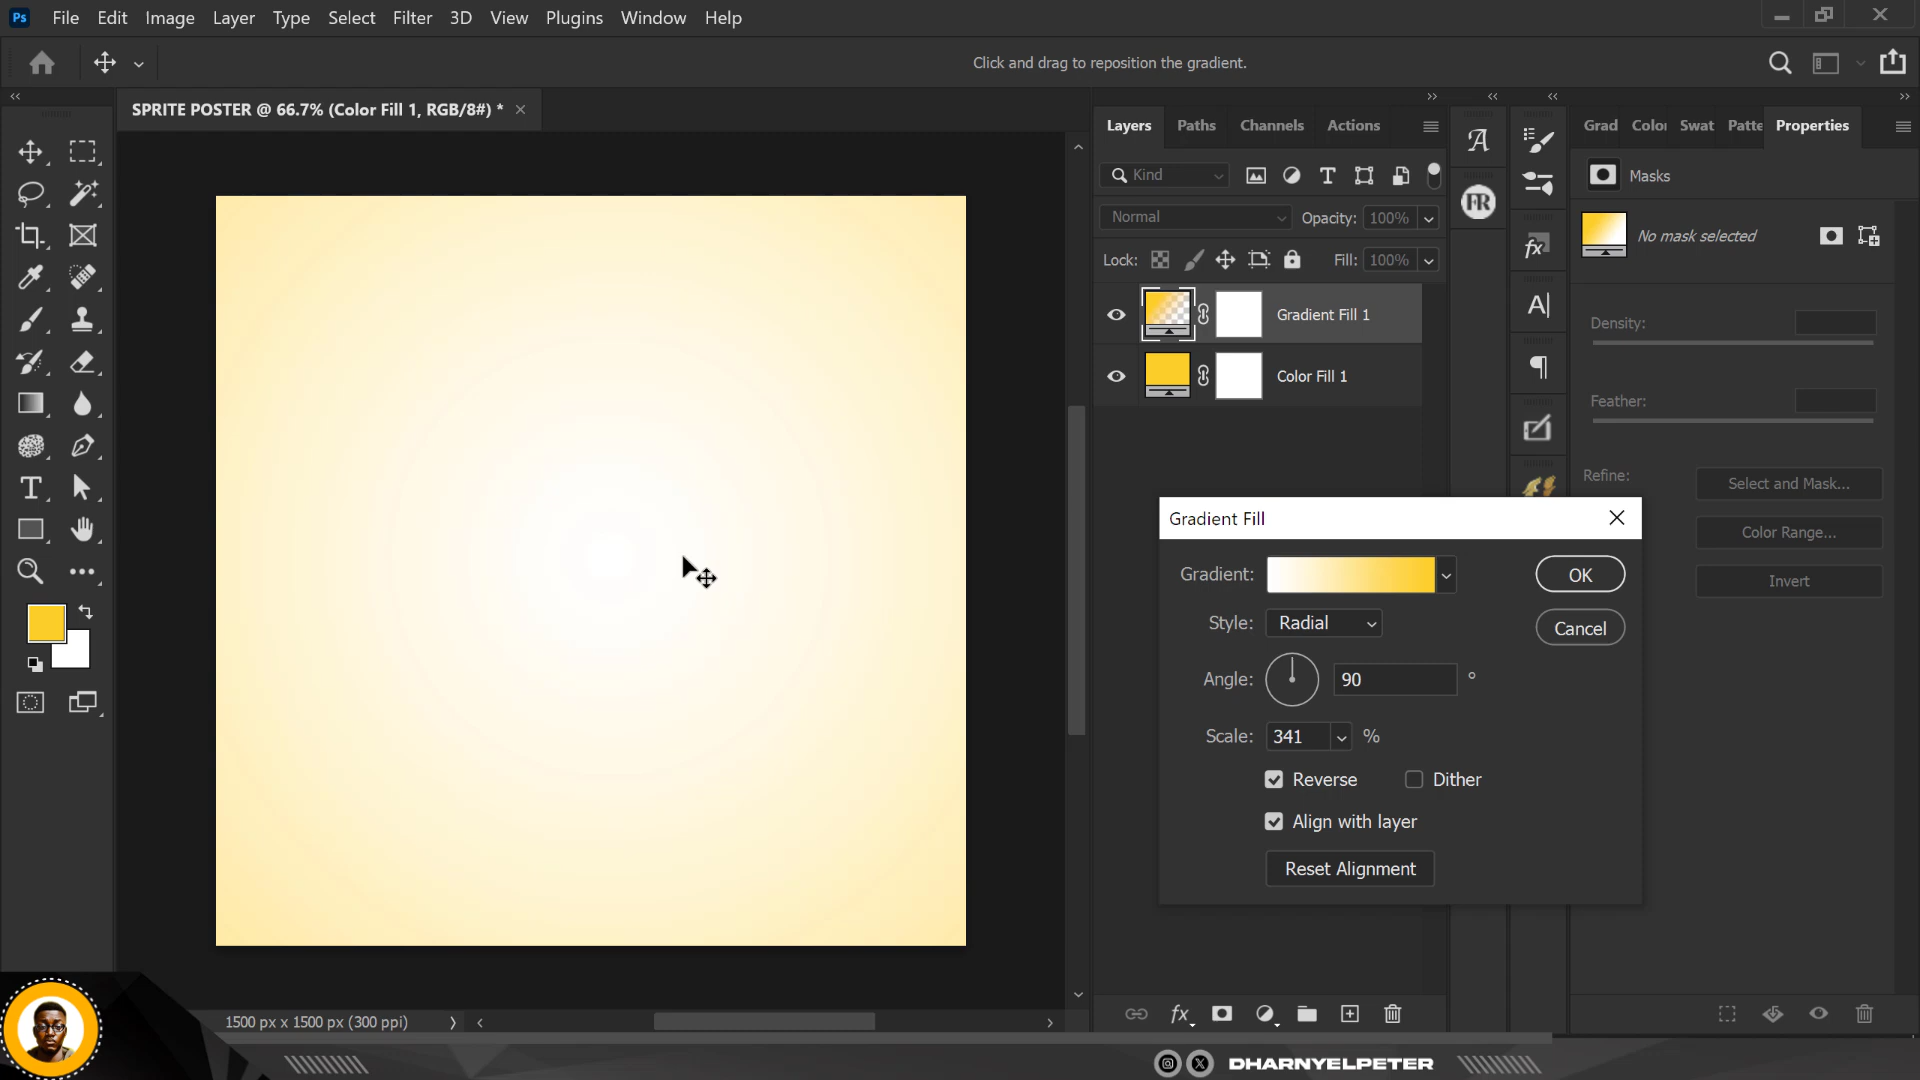 Ps File Edit Image Layer Type Select Filter 3D View Plugins Window Help
Click and drag to reposition the gradient.
SPRITE POSTER @ 66.7% (Color Fill 1, RGB/8#) *
Layers Paths Channels Actions
Grad Color Swat Patte Properties
Kind
Masks
Normal Opacity: 100%
No mask selected
Lock: Fill: 100%
Gradient Fill 1
Density:
Color Fill 1
Feather:
Refine: Select and Mask...
Color Range...
Invert
Gradient Fill
Gradient: OK
Style: Radial Cancel
Angle: 90 °
Scale: 341 %
Reverse Dither
Align with layer
Reset Alignment
1500 px x 1500 px (300 ppi)
DHARNYELPETER